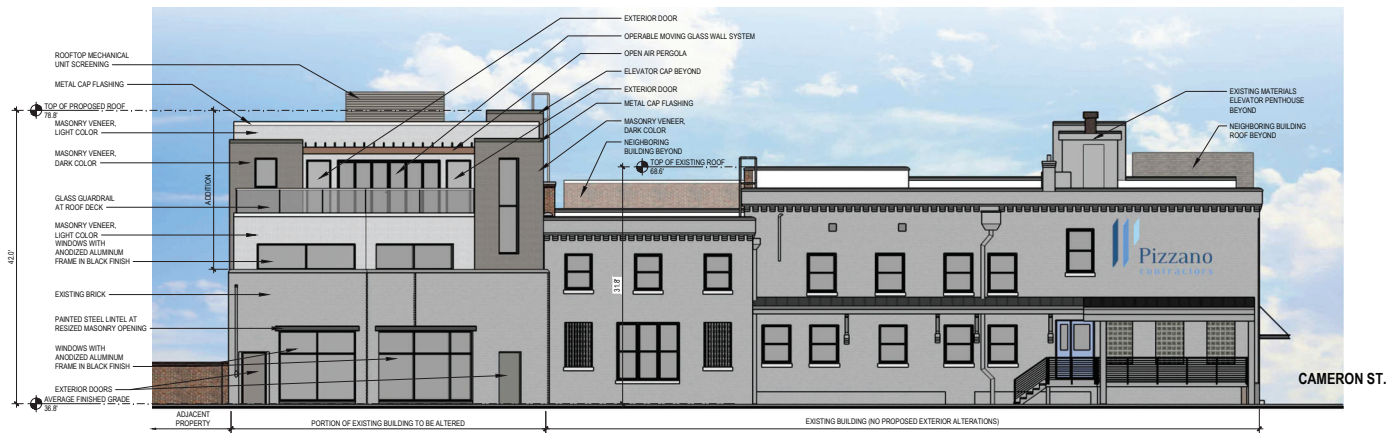 EXTERIOR DOOR
OPERABLE MOVING GLASS WALL SYSTEM
OPEN AIR PERGOLA
ELEVATOR CAP BEYOND
EXTERIOR DOOR
METAL CAP FLASHING
MASONRY VENEER,
DARK COLOR
NEIGHBORING
BUILDING BEYOND
TOP OF EXISTING ROOF
68.6'
ROOFTOP MECHANICAL
UNIT SCREENING
METAL CAP FLASHING
TOP OF PROPOSED ROOF
78.8'
MASONRY VENEER,
LIGHT COLOR
MASONRY VENEER,
DARK COLOR
GLASS GUARDRAIL
AT ROOF DECK
MASONRY VENEER,
LIGHT COLOR
WINDOWS WITH
ANODIZED ALUMINUM
FRAME IN BLACK FINISH
EXISTING BRICK
PAINTED STEEL LINTEL AT
RESIZED MASONRY OPENING
WINDOWS WITH
ANODIZED ALUMINUM
FRAME IN BLACK FINISH
EXTERIOR DOORS
AVERAGE FINISHED GRADE
36.8'
42.0'
ADDITION
31.8'
EXISTING MATERIALS
ELEVATOR PENTHOUSE
BEYOND
NEIGHBORING BUILDING
ROOF BEYOND
Pizzano
contractors
CAMERON ST.
ADJACENT
PROPERTY
PORTION OF EXISTING BUILDING TO BE ALTERED
EXISTING BUILDING (NO PROPOSED EXTERIOR ALTERATIONS)